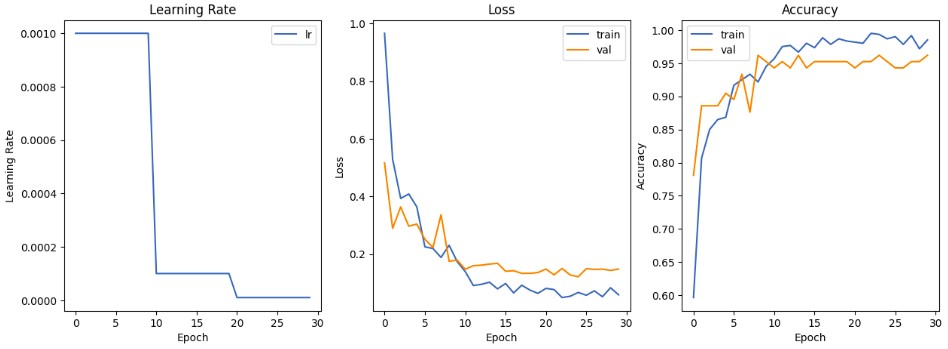 Learning Rate
0.0010
0.0008
0.0006
0.0004
0.0002
0.0000
Learning Rate
lr
0 5 10 15 20 25 30
Epoch
Loss
1.0
0.8
0.6
0.4
0.2
Loss
train
val
0 5 10 15 20 25 30
Epoch
Accuracy
1.00
0.95
0.90
0.85
0.80
0.75
0.70
0.65
0.60
Accuracy
train
val
0 5 10 15 20 25 30
Epoch